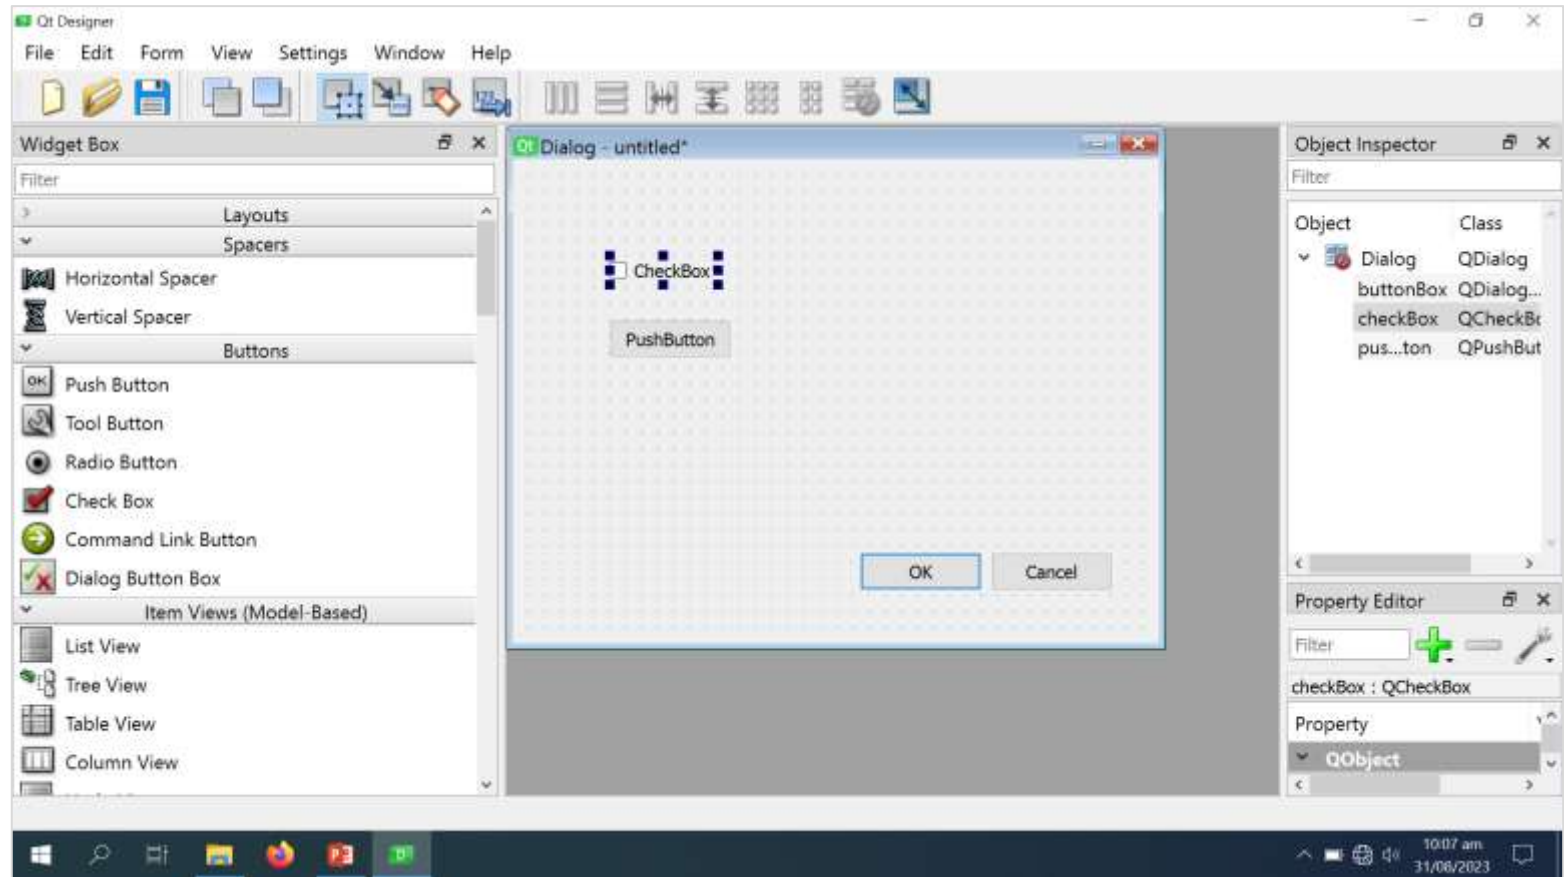 Qt Designer
File Edit Form View Settings Window Help
Widget Box
Filter
Layouts
Spacers
Horizontal Spacer
Vertical Spacer
Buttons
OK Push Button
Tool Button
Radio Button
Check Box
Command Link Button
Dialog Button Box
Item Views (Model-Based)
List View
Tree View
Table View
Column View
Qt Dialog - untitled*
CheckBox
PushButton
OK Cancel
Object Inspector
Filter
Object Class
Dialog QDialog
buttonBox QDialog...
checkBox QCheckBo
pus...ton QPushBut
Property Editor
Filter
checkBox : QCheckBox
Property
QObject
10:07 am
31/08/2023